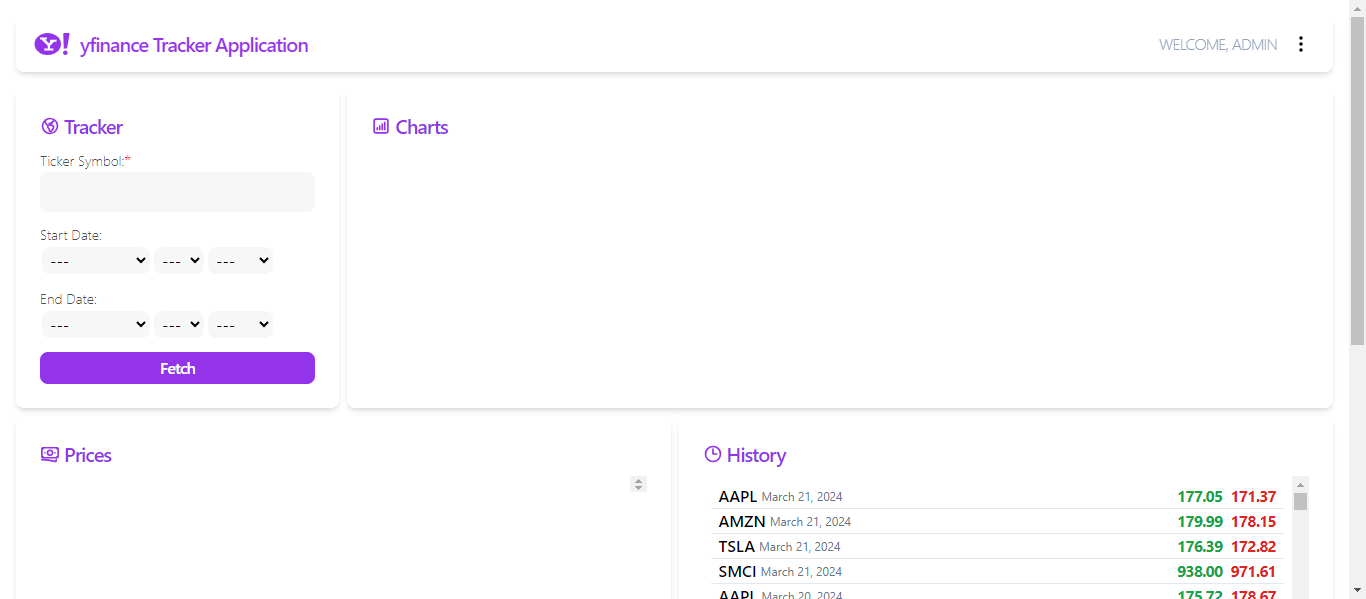 Y! yfinance Tracker Application
WELCOME, ADMIN
Tracker
Ticker Symbol:*
Start Date:
--- --- ---
End Date:
--- --- ---
Fetch
Charts
Prices
History
AAPL March 21, 2024 177.05 171.37
AMZN March 21, 2024 179.99 178.15
TSLA March 21, 2024 176.39 172.82
SMCI March 21, 2024 938.00 971.61
AAPL March 20, 2024 175.72 178.67